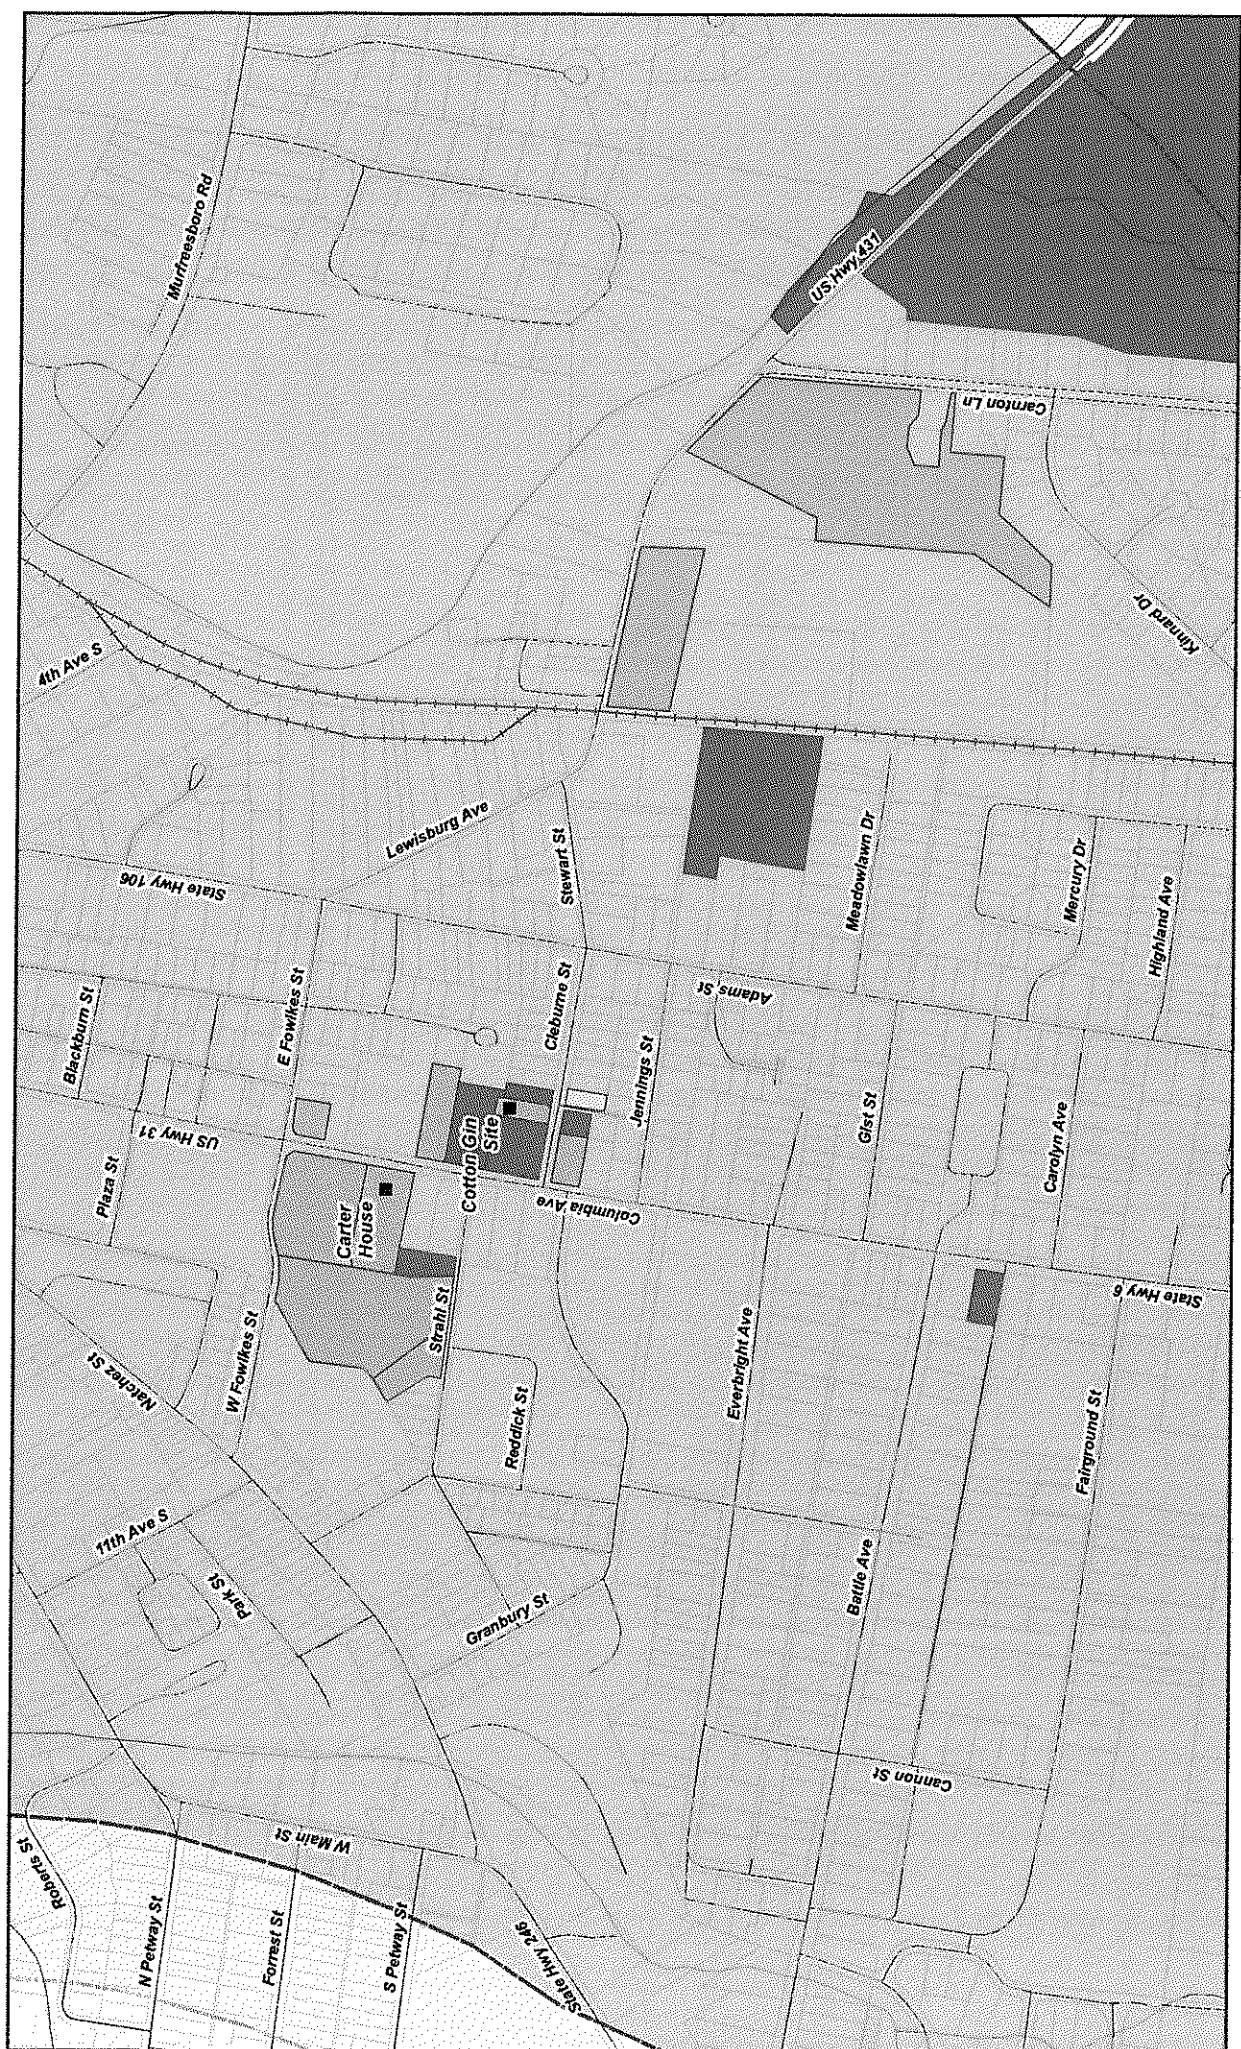 Murfreesboro Rd
US Hwy 431
Carnton Ln
Kinnard Dr
4th Ave S
Lewisburg Ave
Stewart St
Meadowlawn Dr
Mercury Dr
Highland Ave
State Hwy 106
E Fowlkes St
Blackburn St
Cleburne St
Adams St
Jennings St
Gist St
Carolyn Ave
US Hwy 31
Plaza St
Cotton Gin
Site
Columbia Ave
Carter
House
Strahl St
State Hwy 6
Everbright Ave
W Fowlkes St
Natchez St
Reddick St
Fairground St
11th Ave S
Park St
Granbury St
Battle Ave
Cannon St
W Main St
Roberts St
N Petway St
Forrest St
S Petway St
State Hwy 246